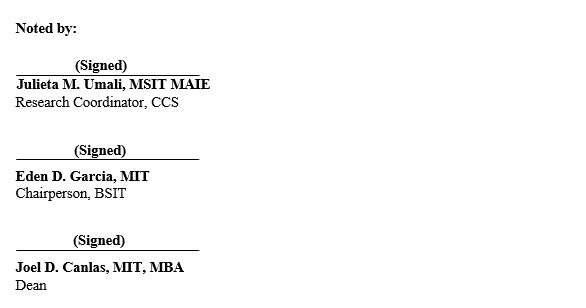 Noted by:
(Signed)
Julieta M. Umali, MSIT MAIE
Research Coordinator, CCS
(Signed)
Eden D. Garcia, MIT
Chairperson, BSIT
(Signed)
Joel D. Canlas, MIT, MBA
Dean